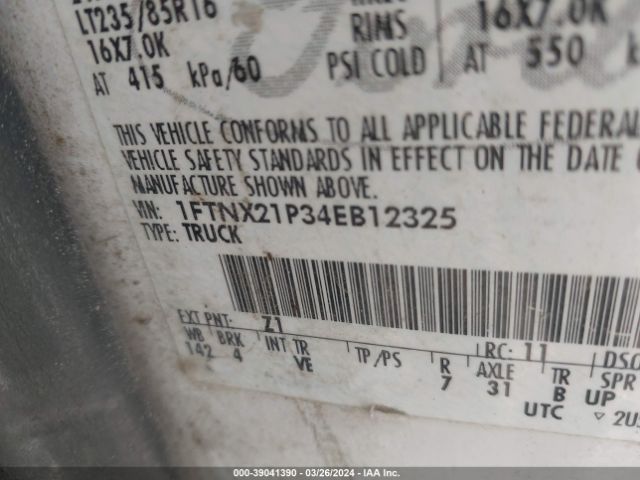 LT235/85R16
16X7.0K
AT 415 kPa/60
RIMS 16X7.0K
PSI COLD AT 550
THIS VEHICLE CONFORMS TO ALL APPLICABLE FEDERAL
VEHICLE SAFETY STANDARDS IN EFFECT ON THE DATE
MANUFACTURE SHOWN ABOVE.
VIN: 1FTNX21P34EB12325
TYPE: TRUCK
EXT PNT: Z1 RC: 11 DSO
WB BRK INT TR TP/PS R AXLE TR SPR
142 4 VE 7 31 B UP
UTC ▽ 2U5
000-39041390 | 03/26/2024 | IAA Inc.